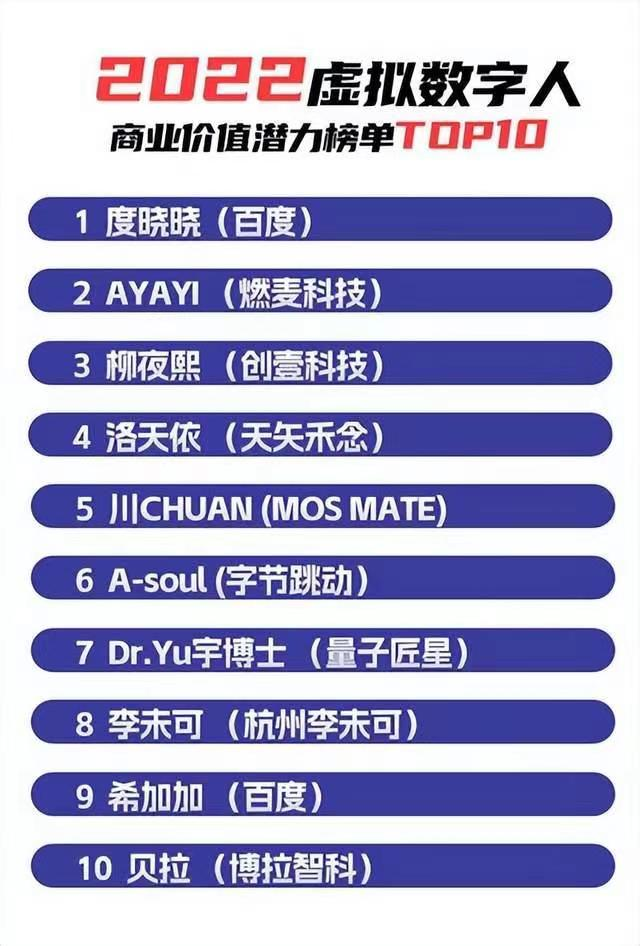 2022虚拟数字人
商业价值潜力榜单TOP10
1 度晓晓（百度）
2 AYAYI （燃麦科技）
3 柳夜熙 （创壹科技）
4 洛天依 （天矢禾念）
5 川CHUAN (MOS MATE)
6 A-soul (字节跳动）
7 Dr.Yu宇博士 （量子匠星）
8 李未可 （杭州李未可）
9 希加加 （百度）
10 贝拉 （博拉智科）